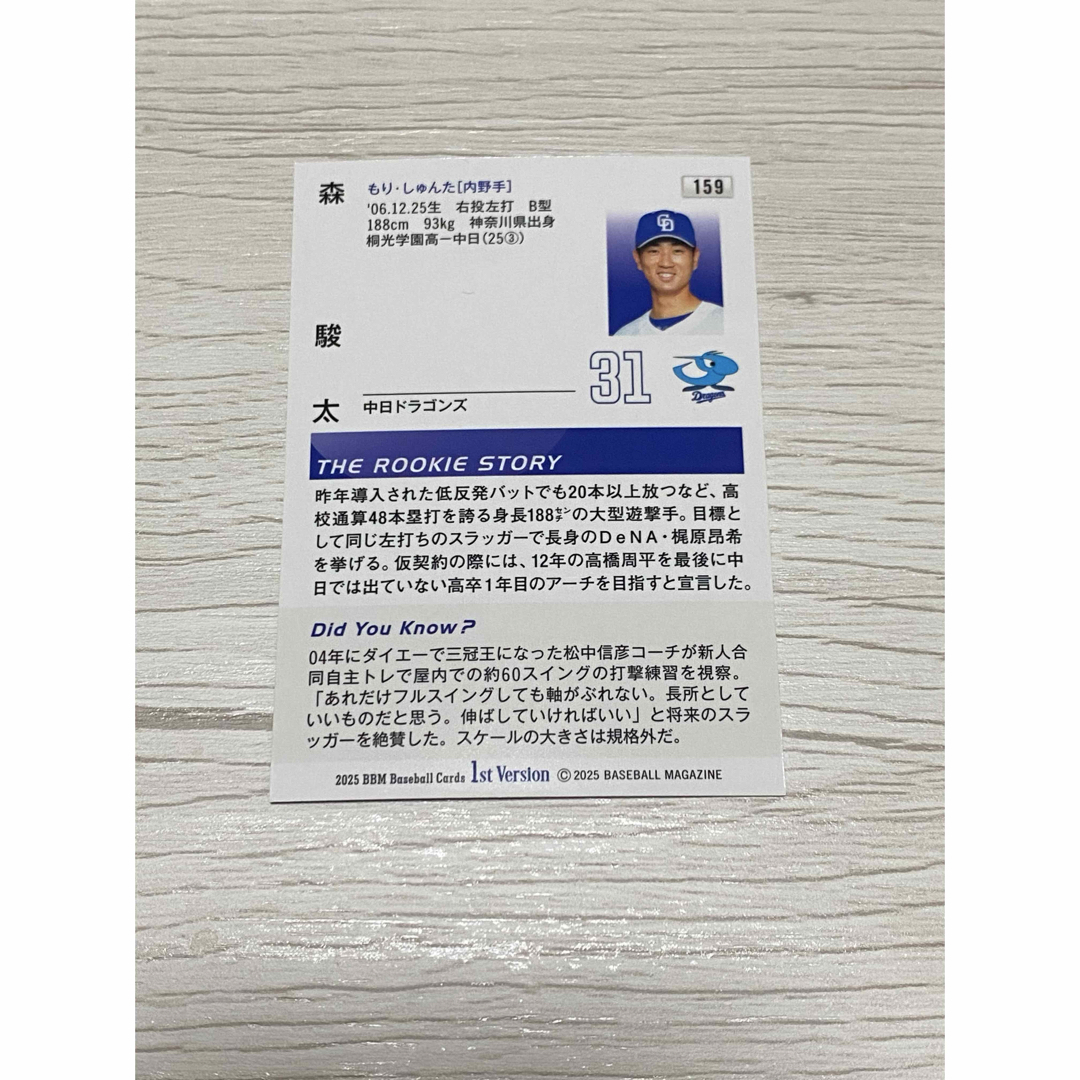 森 駿 太
もり・しゅんた[内野手]
'06.12.25生 右投左打 B型
188cm 93kg 神奈川県出身
桐光学園高ー中日(25③)
159
31
Dragons
中日ドラゴンズ
THE ROOKIE STORY
昨年導入された低反発バットでも20本以上放つなど、高
校通算48本塁打を誇る身長188㌢の大型遊撃手。目標と
して同じ左打ちのスラッガーで長身のDeNA・梶原昂希
を挙げる。仮契約の際には、12年の高橋周平を最後に中
日では出ていない高卒1年目のアーチを目指すと宣言した。
Did You Know?
04年にダイエーで三冠王になった松中信彦コーチが新人合
同自主トレで屋内での約60スイングの打撃練習を視察。
「あれだけフルスイングしても軸がぶれない。長所として
いいものだと思う。伸ばしていければいい」と将来のスラ
ッガーを絶賛した。スケールの大きさは規格外だ。
2025 BBM Baseball Cards 1st Version ©2025 BASEBALL MAGAZINE